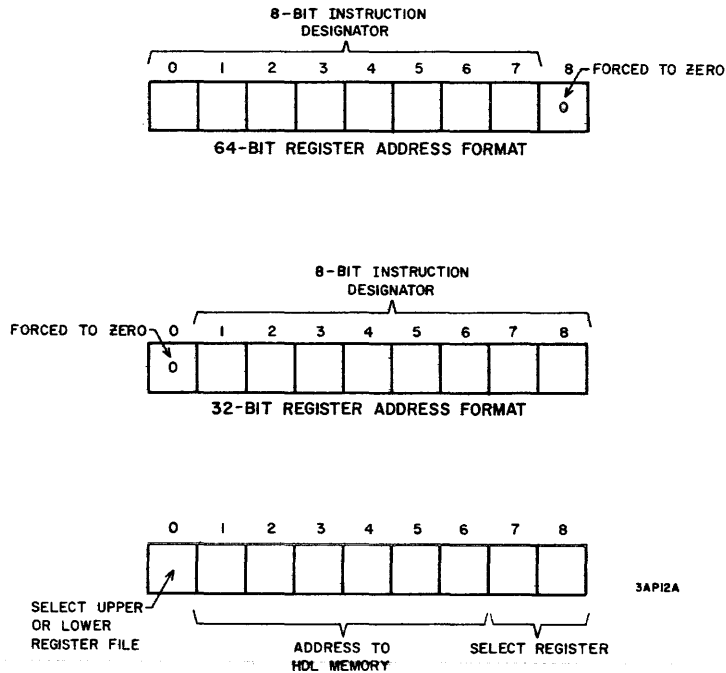 8-BIT INSTRUCTION
DESIGNATOR
0 1 2 3 4 5 6 7 8 FORCED TO ZERO
0
64-BIT REGISTER ADDRESS FORMAT
8-BIT INSTRUCTION
DESIGNATOR
FORCED TO ZERO 0 1 2 3 4 5 6 7 8
0
32-BIT REGISTER ADDRESS FORMAT
0 1 2 3 4 5 6 7 8
3AP12A
SELECT UPPER
OR LOWER
REGISTER FILE
ADDRESS TO
HDL MEMORY
SELECT REGISTER